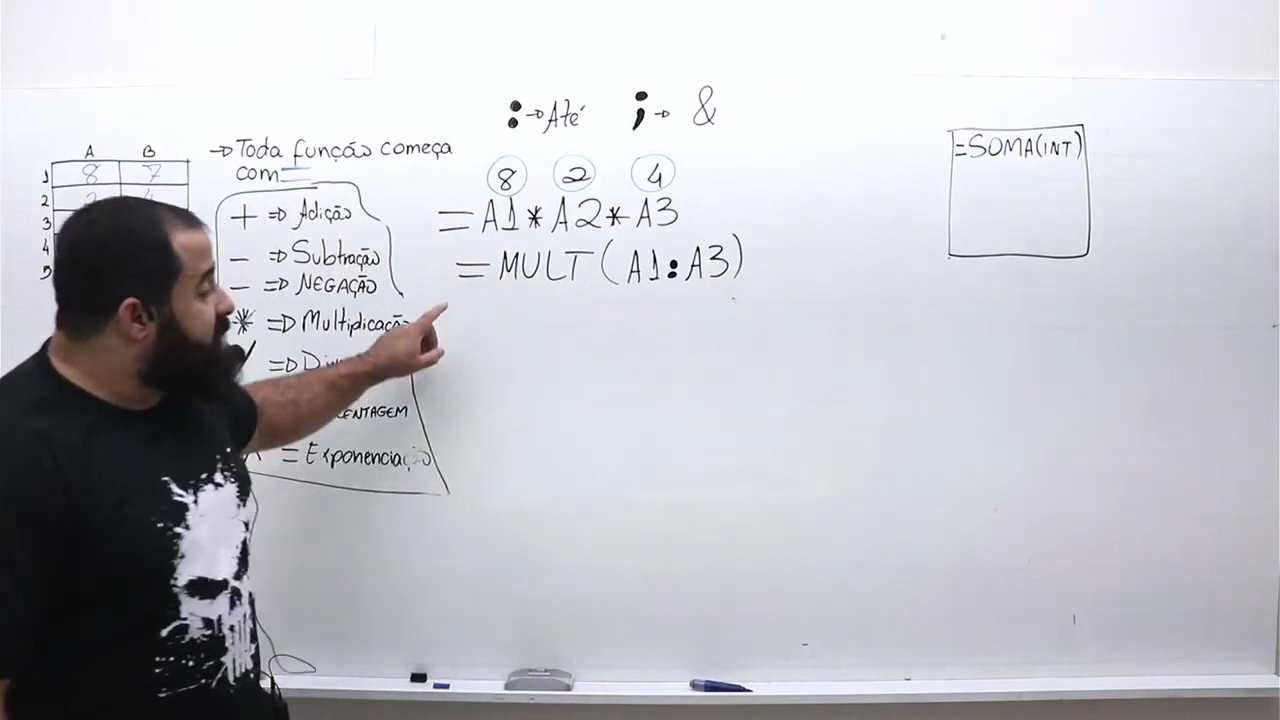 : → Até ; → &
A B
1 8 7
2
3
4
5
→ Toda função começa
com =
+ ⇒ Adição
- ⇒ Subtração
- ⇒ NEGAÇÃO
* ⇒ Multiplicação
^ = Exponenciação
8 2 4
=A1*A2*A3
=MULT(A1:A3)
=SOMA(INT)